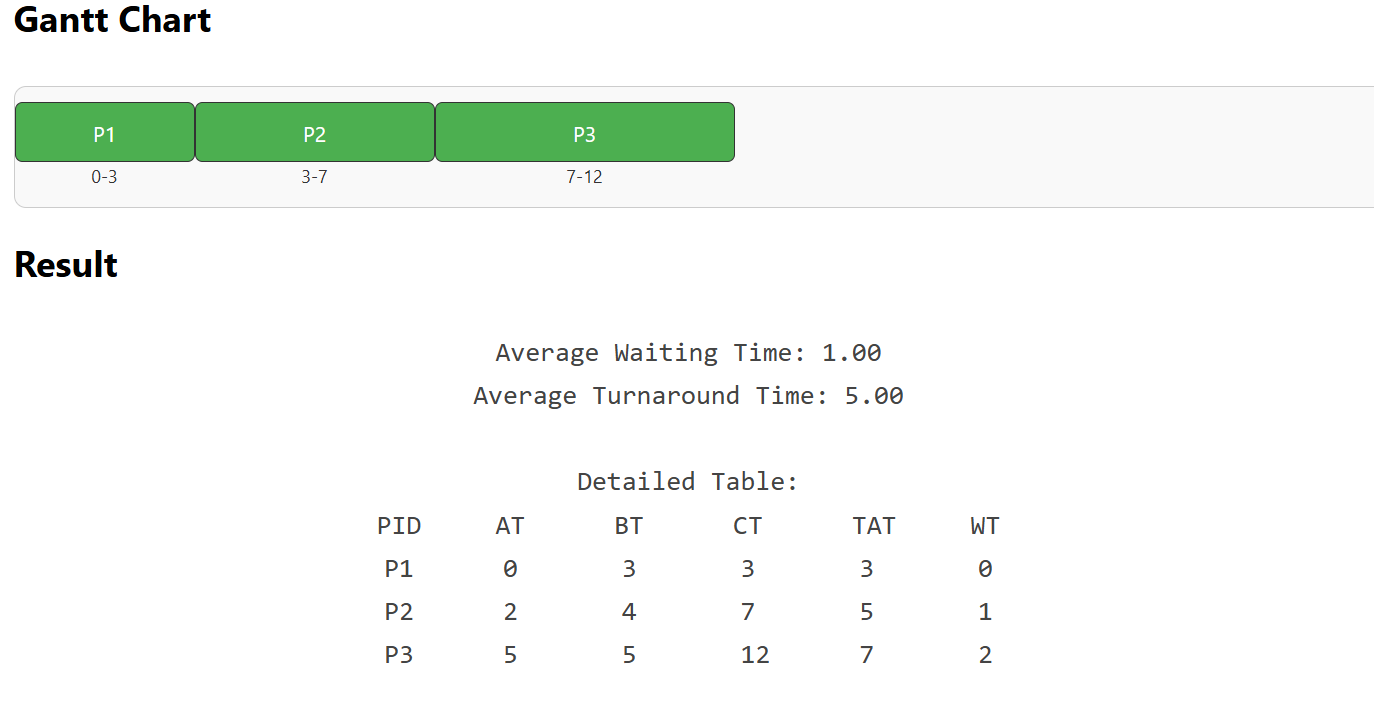 Gantt Chart
P1 P2 P3
0-3 3-7 7-12
Result
Average Waiting Time: 1.00
Average Turnaround Time: 5.00
Detailed Table:
PID AT BT CT TAT WT
P1 0 3 3 3 0
P2 2 4 7 5 1
P3 5 5 12 7 2